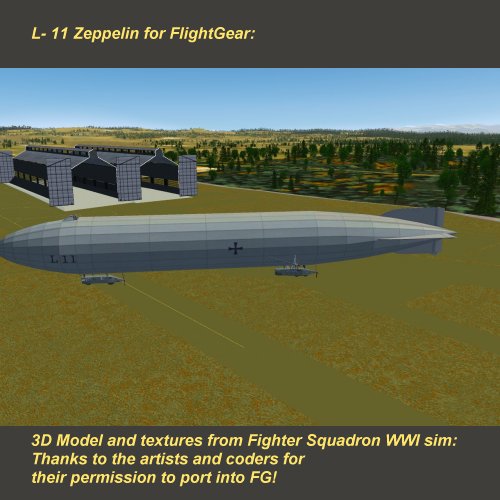 L- 11 Zeppelin for FlightGear:
L 11
3D Model and textures from Fighter Squadron WWI sim:
Thanks to the artists and coders for
their permission to port into FG!